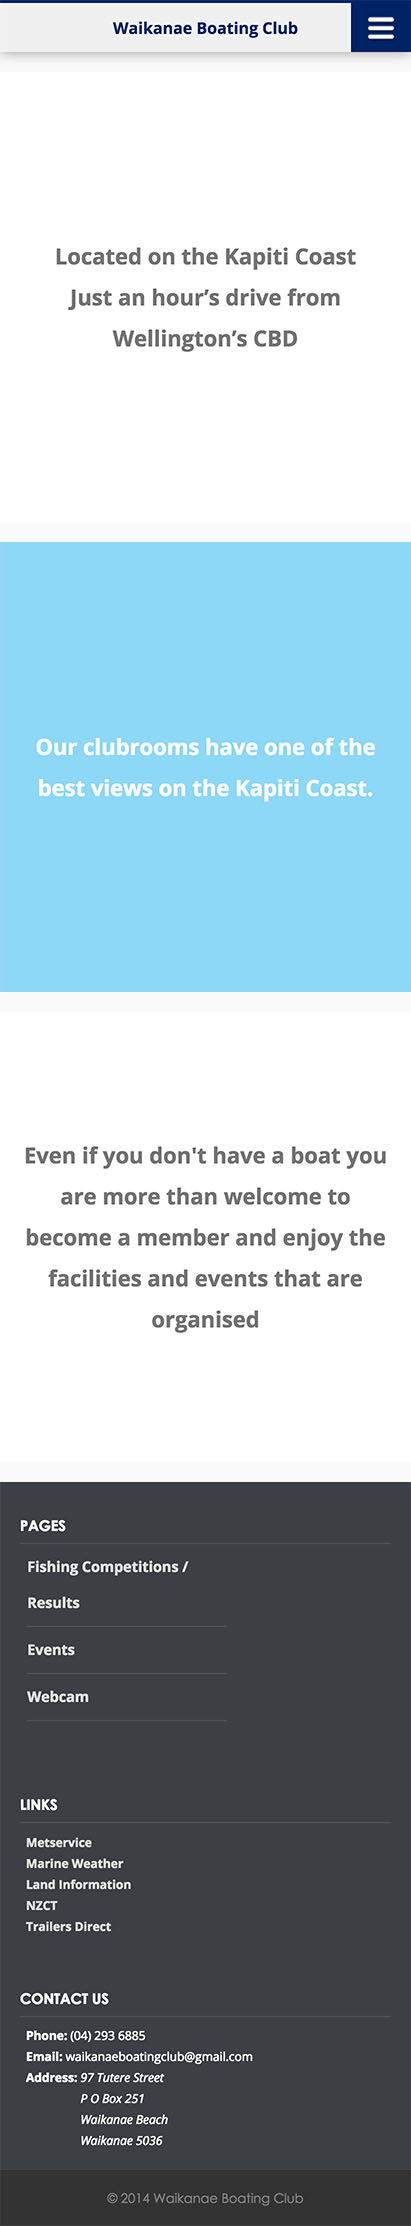 Waikanae Boating Club
Located on the Kapiti Coast
Just an hour’s drive from
Wellington’s CBD
Our clubrooms have one of the
best views on the Kapiti Coast.
Even if you don't have a boat you
are more than welcome to
become a member and enjoy the
facilities and events that are
organised
PAGES
Fishing Competitions /
Results
Events
Webcam
LINKS
Metservice
Marine Weather
Land Information
NZCT
Trailers Direct
CONTACT US
Phone: (04) 293 6885
Email: waikanaeboatingclub@gmail.com
Address: 97 Tutere Street
P O Box 251
Waikanae Beach
Waikanae 5036
© 2014 Waikanae Boating Club